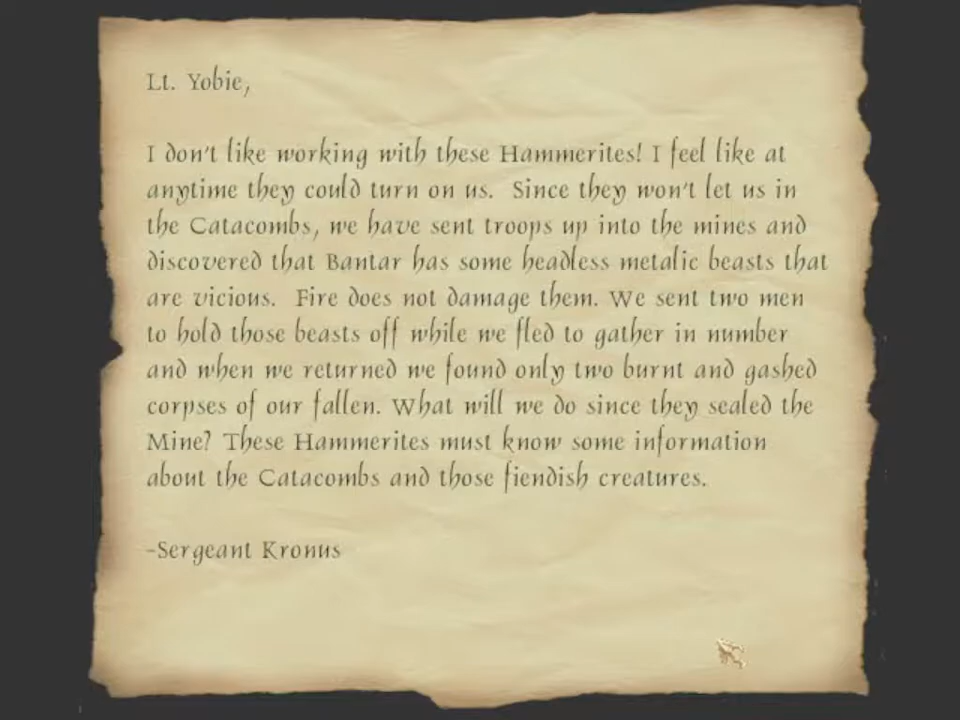 Lt. Yobie,
I don't like working with these Hammerites! I feel like at
anytime they could turn on us. Since they won't let us in
the Catacombs, we have sent troops up into the mines and
discovered that Bantar has some headless metalic beasts that
are vicious. Fire does not damage them. We sent two men
to hold those beasts off while we fled to gather in number
and when we returned we found only two burnt and gashed
corpses of our fallen. What will we do since they sealed the
Mine? These Hammerites must know some information
about the Catacombs and those fiendish creatures.
-Sergeant Kronus